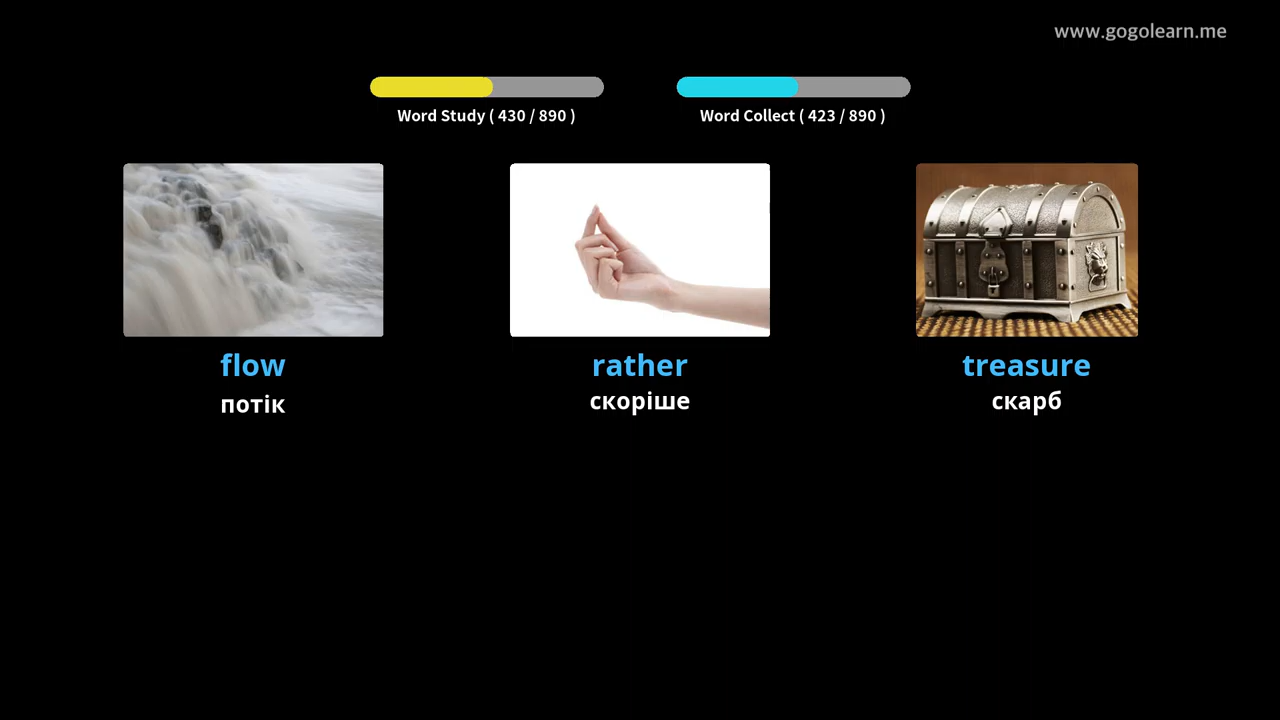 www.gogolearn.me
Word Study ( 430 / 890 )
Word Collect ( 423 / 890 )
flow
потік
rather
скоріше
treasure
скарб